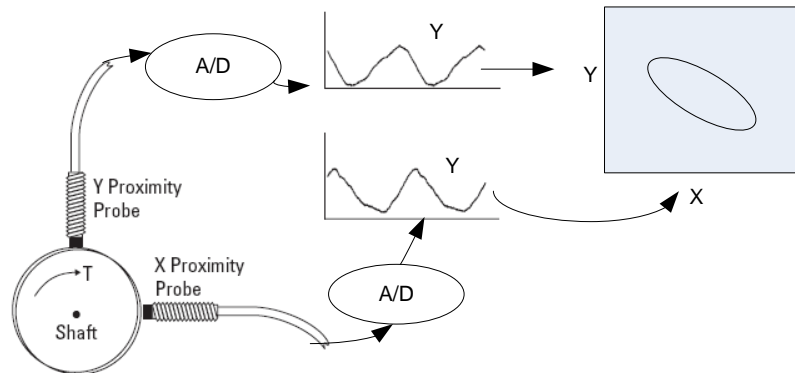 A/D
Y
Y
Y Proximity
Probe
Y
X
X Proximity
Probe
T
A/D
Shaft